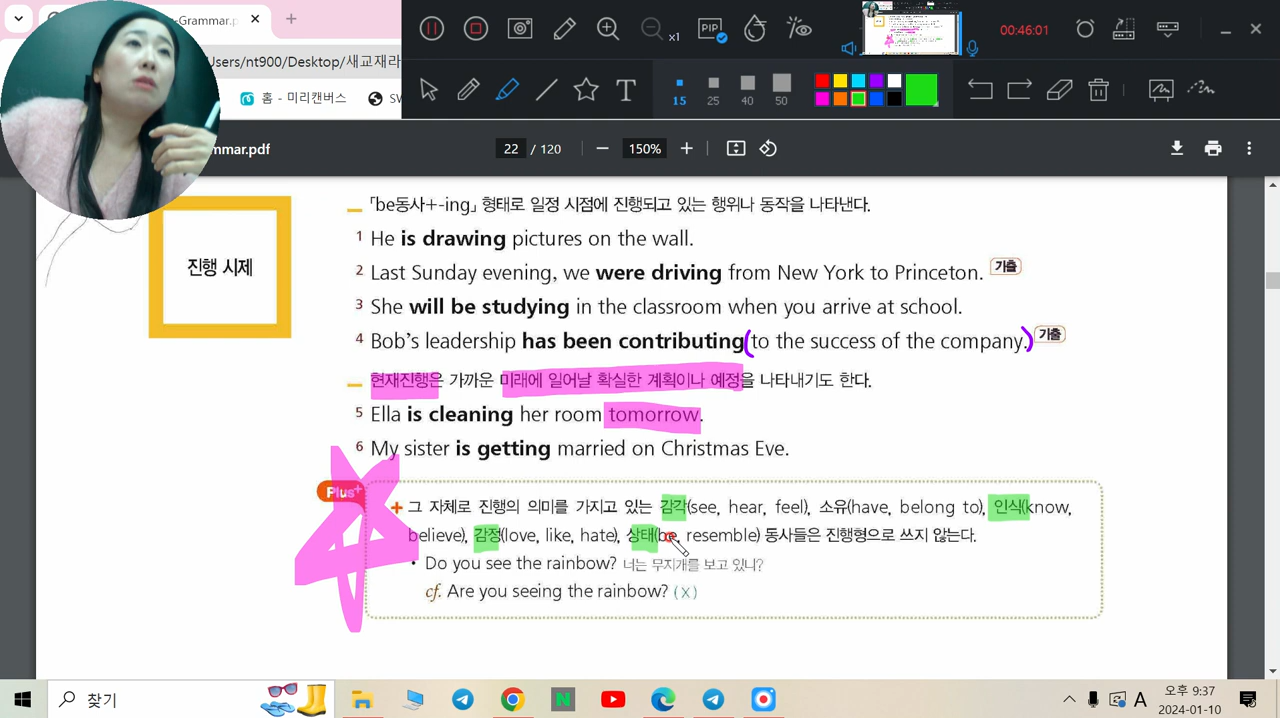 Grammar.p
sers/nt900/Desktop/새교재라
홈 - 미리캔버스
x1
PIP
00:46:01
T
15 25 40 50
mmar.pdf
22 / 120
150%
「be동사+-ing」 형태로 일정 시점에 진행되고 있는 행위나 동작을 나타낸다.
진행 시제
1 He is drawing pictures on the wall.
2 Last Sunday evening, we were driving from New York to Princeton. 기출
3 She will be studying in the classroom when you arrive at school.
4 Bob's leadership has been contributing (to the success of the company.) 기출
현재진행은 가까운 미래에 일어날 확실한 계획이나 예정을 나타내기도 한다.
5 Ella is cleaning her room tomorrow.
6 My sister is getting married on Christmas Eve.
Plus+
+ 그 자체로 진행의 의미를 가지고 있는 감각(see, hear, feel), 소유(have, belong to), 인식(know,
believe), 감정(love, like, hate), 상태(be, resemble) 동사들은 진행형으로 쓰지 않는다.
• Do you see the rainbow? 너는 무지개를 보고 있니?
cf. Are you seeing the rainbow? (X)
찾기
N
A
오후 9:37
2024-01-10